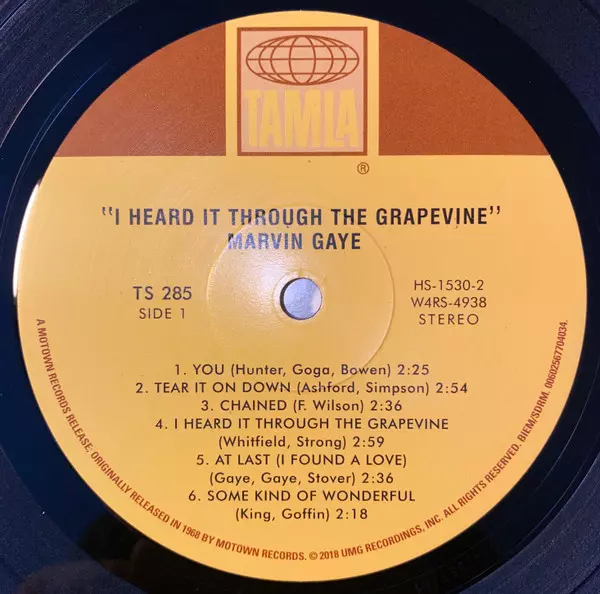 TAMLA
®
"I HEARD IT THROUGH THE GRAPEVINE"
MARVIN GAYE
TS 285
SIDE 1
HS-1530-2
W4RS-4938
STEREO
1. YOU (Hunter, Goga, Bowen) 2:25
2. TEAR IT ON DOWN (Ashford, Simpson) 2:54
3. CHAINED (F. Wilson) 2:36
4. I HEARD IT THROUGH THE GRAPEVINE
(Whitfield, Strong) 2:59
5. AT LAST (I FOUND A LOVE)
(Gaye, Gaye, Stover) 2:36
6. SOME KIND OF WONDERFUL
(King, Goffin) 2:18
A MOTOWN RECORDS RELEASE. ORIGINALLY RELEASED IN 1968 BY MOTOWN RECORDS. © 2018 UMG RECORDINGS, INC. ALL RIGHTS RESERVED. BIEM/SDRM. 00602567704034.